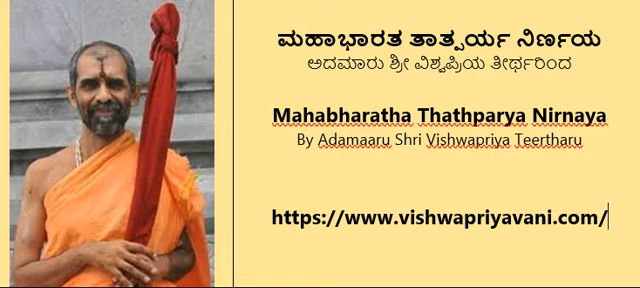 ಮಹಾಭಾರತ ತಾತ್ಪರ್ಯ ನಿರ್ಣಯ
ಅದಮಾರು ಶ್ರೀ ವಿಶ್ವಪ್ರಿಯ ತೀರ್ಥರಿಂದ
Mahabharatha Thathparya Nirnaya
By Adamaaru Shri Vishwapriya Teertharu
https://www.vishwapriyavani.com/